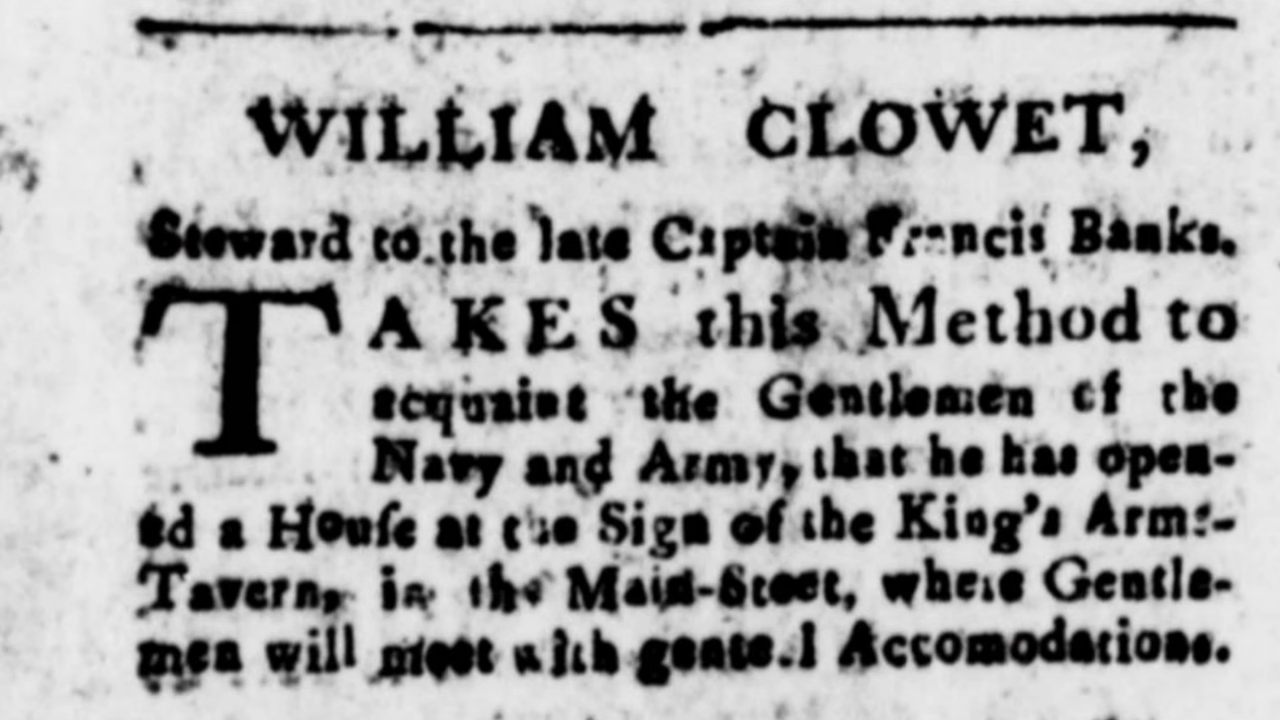 WILLIAM CLOWET,
Steward to the late Captain Francis Banks.
TAKES this Method to
acquaint the Gentlemen of the
Navy and Army, that he has open-
ed a Houſe at the Sign of the King's Arms-
Tavern, in the Main-Steet, where Gentle-
men will meet with genteel Accomodations.